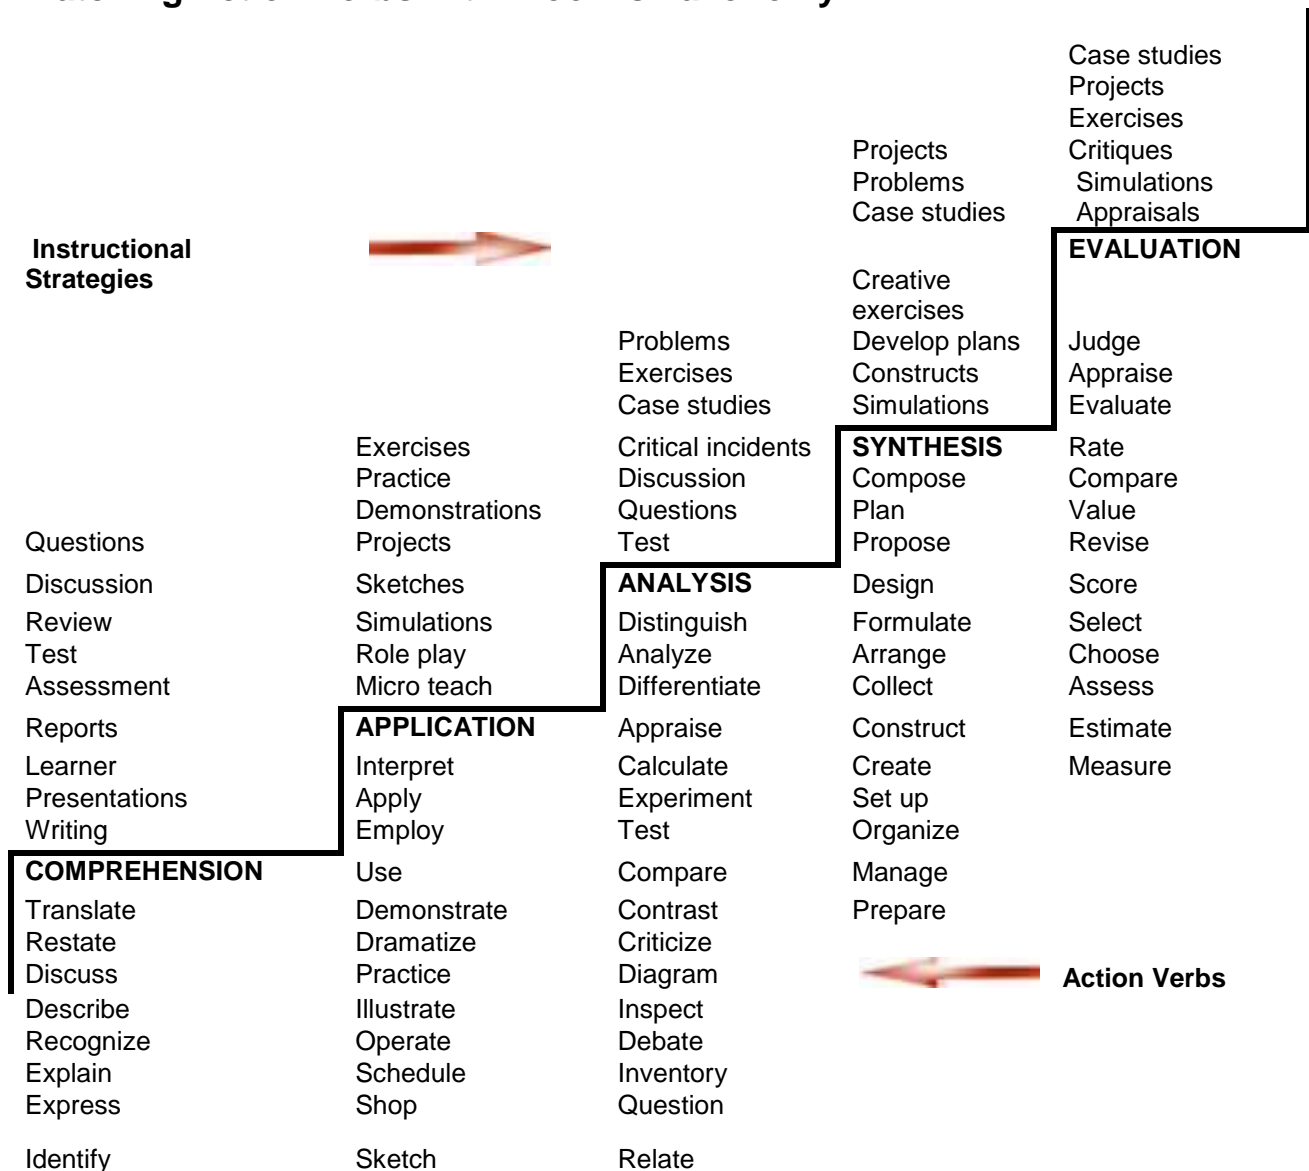 Instructional
Strategies
Questions
Discussion
Review
Test
Assessment
Reports
Learner
Presentations
Writing
COMPREHENSION
Translate
Restate
Discuss
Describe
Recognize
Explain
Express
Identify
Exercises
Practice
Demonstrations
Projects
Sketches
Simulations
Role play
Micro teach
APPLICATION
Interpret
Apply
Employ
Use
Demonstrate
Dramatize
Practice
Illustrate
Operate
Schedule
Shop
Sketch
Problems
Exercises
Case studies
Critical incidents
Discussion
Questions
Test
ANALYSIS
Distinguish
Analyze
Differentiate
Appraise
Calculate
Experiment
Test
Compare
Contrast
Criticize
Diagram
Inspect
Debate
Inventory
Question
Relate
Projects
Problems
Case studies
Creative
exercises
Develop plans
Constructs
Simulations
SYNTHESIS
Compose
Plan
Propose
Design
Formulate
Arrange
Collect
Construct
Create
Set up
Organize
Manage
Prepare
Case studies
Projects
Exercises
Critiques
Simulations
Appraisals
EVALUATION
Judge
Appraise
Evaluate
Rate
Compare
Value
Revise
Score
Select
Choose
Assess
Estimate
Measure
Action Verbs